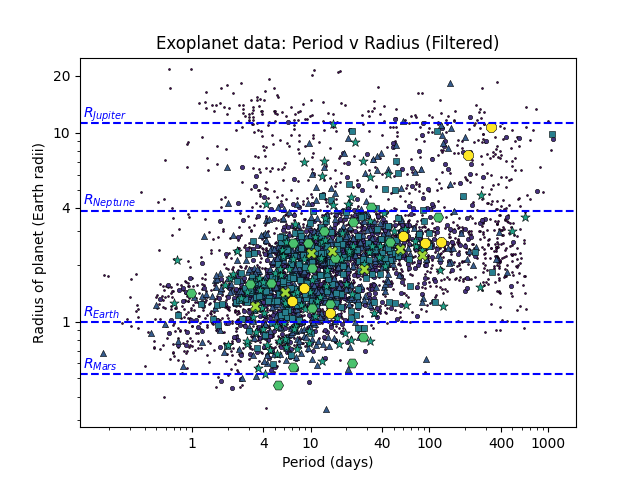 Exoplanet data: Period v Radius (Filtered)
20
R_Jupiter
10
R_Neptune
4
R_Earth
1
R_Mars
Radius of planet (Earth radii)
1 4 10 40 100 400 1000
Period (days)